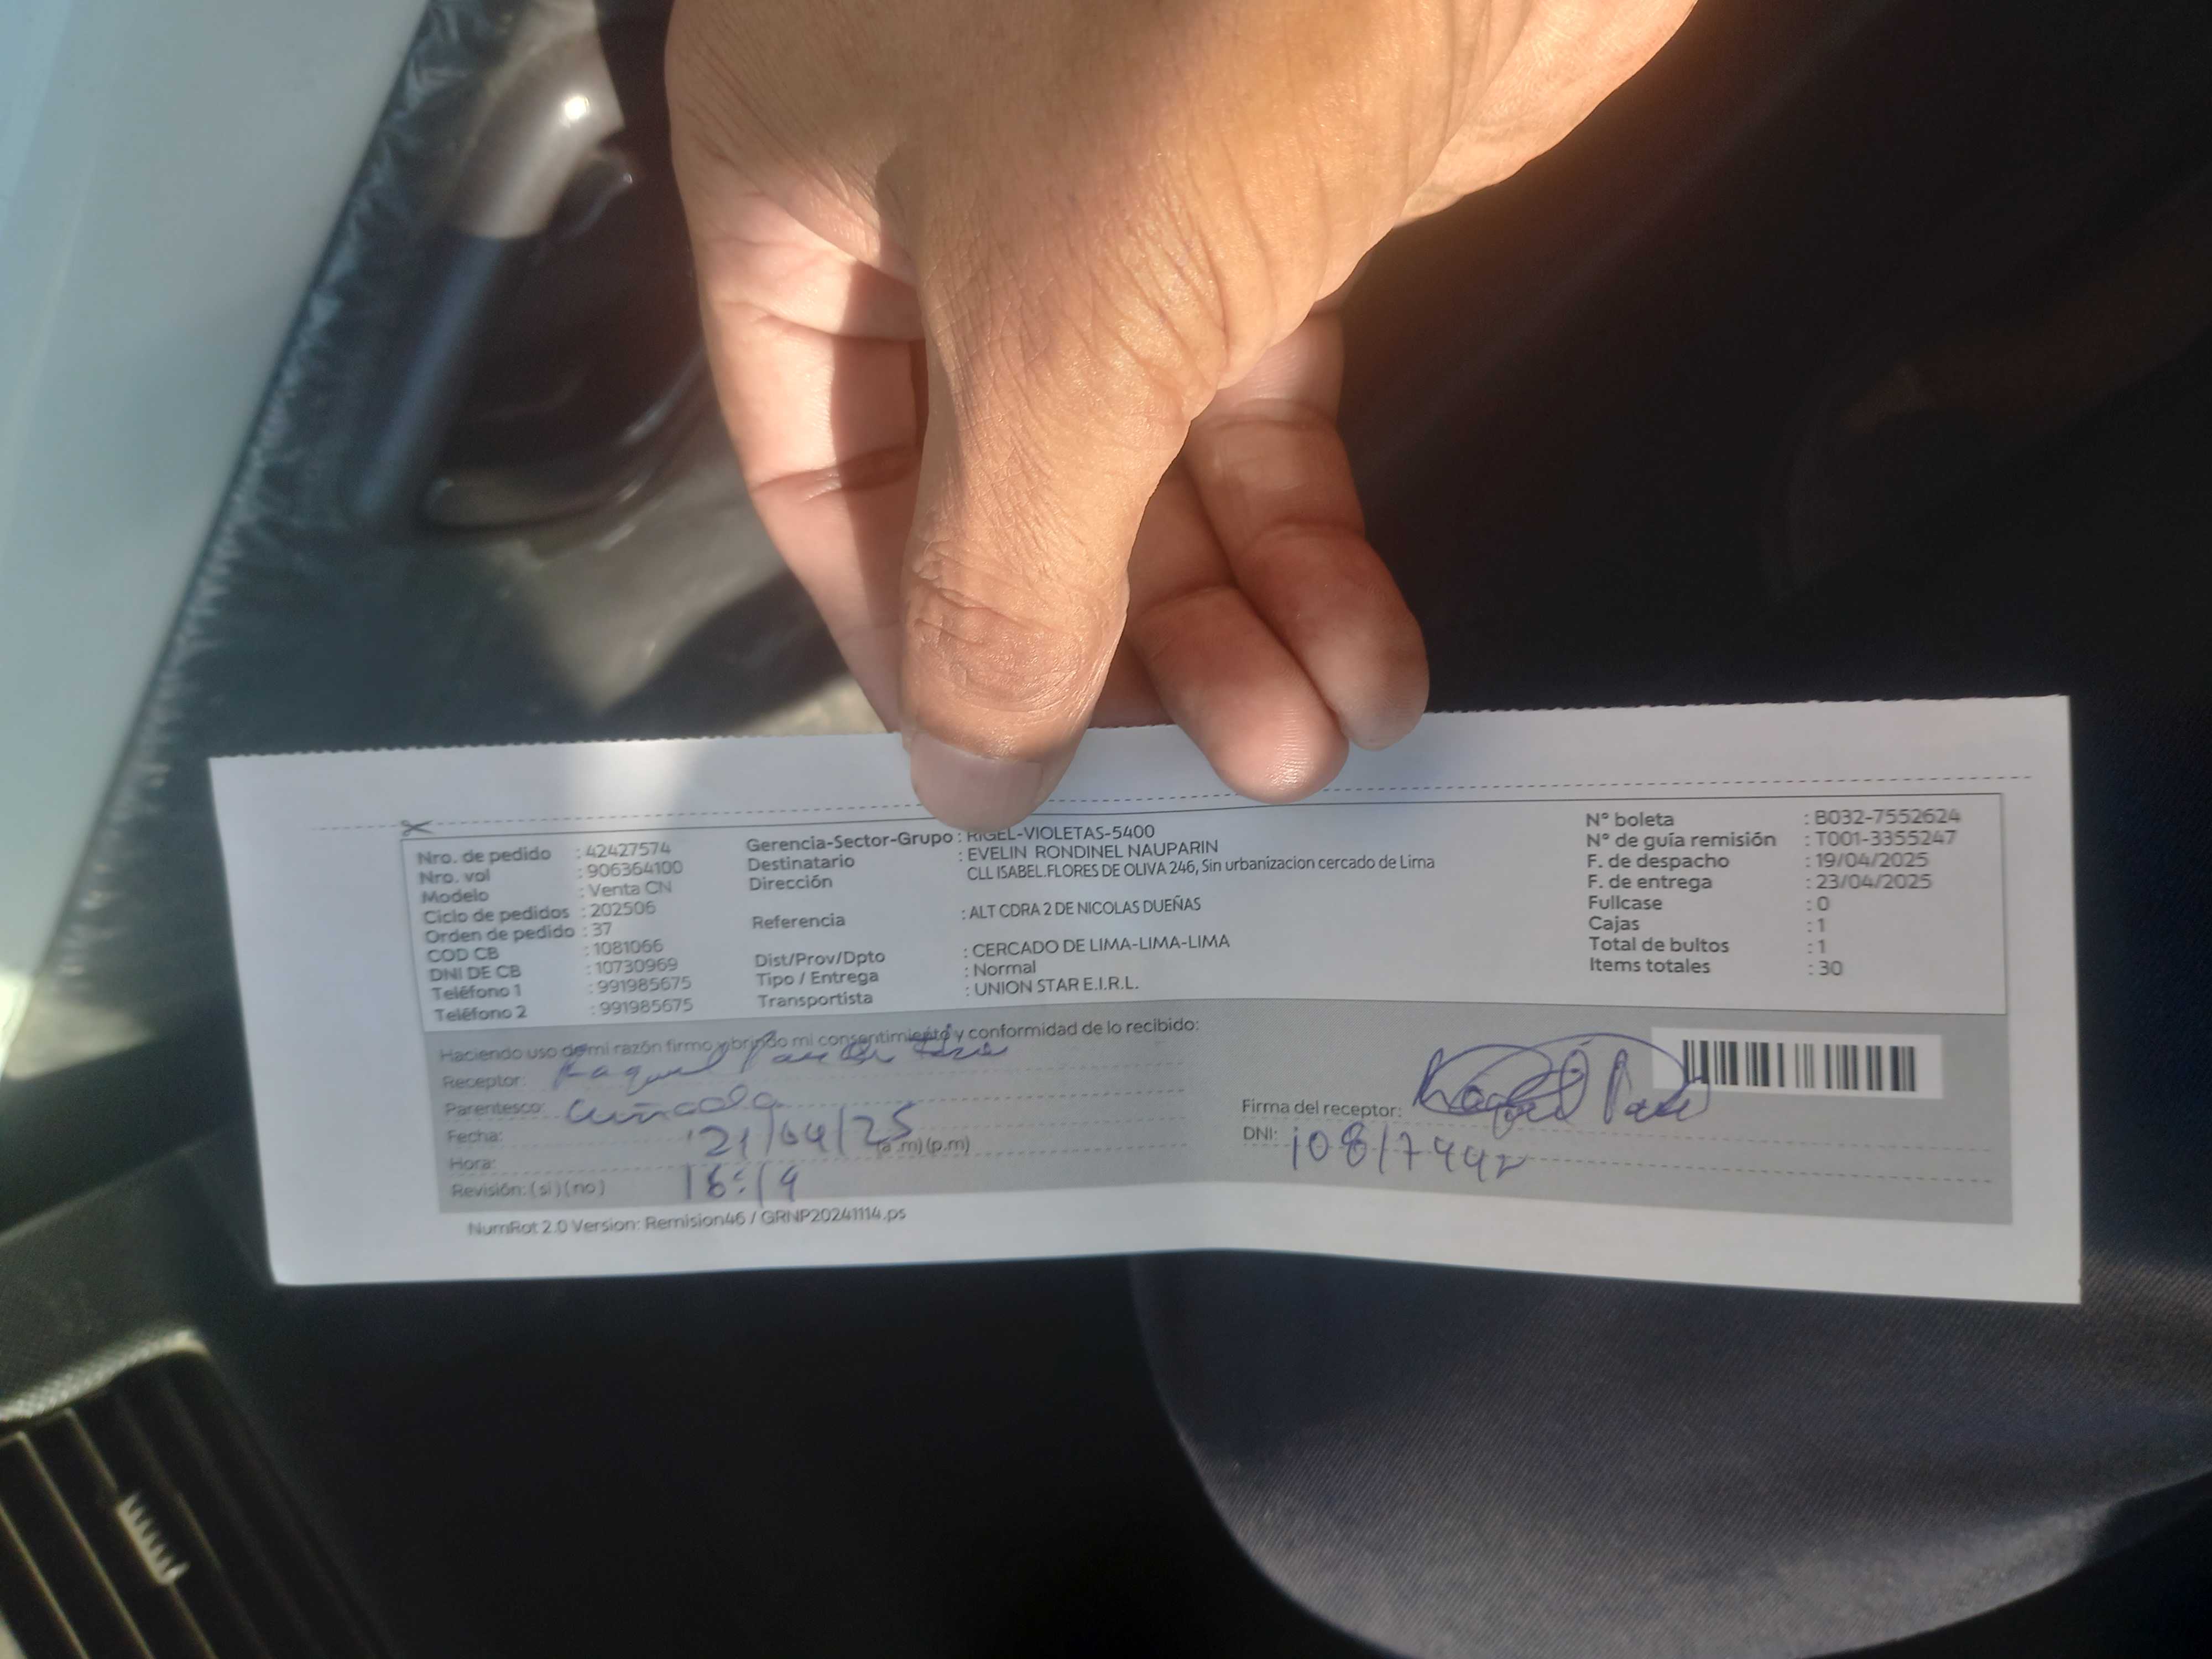 Nro. de pedido : 42427574
Nro. vol : 906364100
Modelo : Venta CN
Ciclo de pedidos : 202506
Orden de pedido : 37
COD CB : 1081066
DNI DE CB : 10730969
Teléfono 1 : 991985675
Teléfono 2 : 991985675
Gerencia-Sector-Grupo : RIGEL-VIOLETAS-5400
Destinatario : EVELIN RONDINEL NAUPARIN
Dirección CLL ISABEL.FLORES DE OLIVA 246, Sin urbanizacion cercado de Lima
Referencia : ALT CDRA 2 DE NICOLAS DUEÑAS
Dist/Prov/Dpto : CERCADO DE LIMA-LIMA-LIMA
Tipo / Entrega : Normal
Transportista : UNION STAR E.I.R.L.
N° boleta : B032-7552624
N° de guía remisión : T001-3355247
F. de despacho : 19/04/2025
F. de entrega : 23/04/2025
Fullcase : 0
Cajas : 1
Total de bultos : 1
Items totales : 30
Haciendo uso de mi razón firmo y brindo mi consentimiento y conformidad de lo recibido:
Receptor: Raquel
Parentesco: Cuñada
Fecha: 21/04/25
(a.m) (p.m)
Hora: 16:19
Revisión: (si) (no)
Firma del receptor: Raquel
DNI: 10817442
NumRot 2.0 Version: Remision46 / GRNP20241114.ps